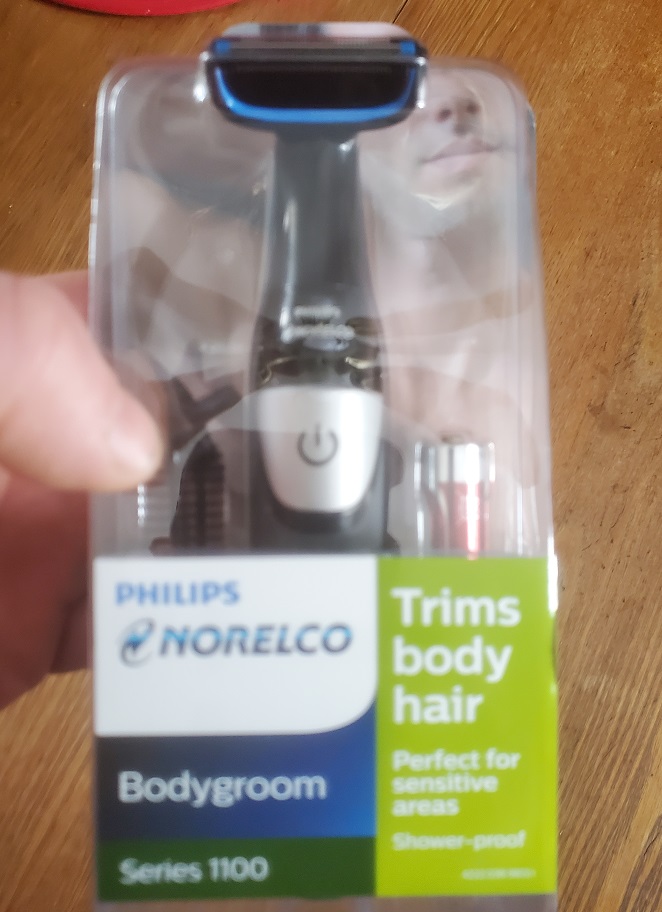 PHILIPS
NORELCO
Bodygroom
Series 1100
Trims
body
hair
Perfect for
sensitive
areas
Shower-proof